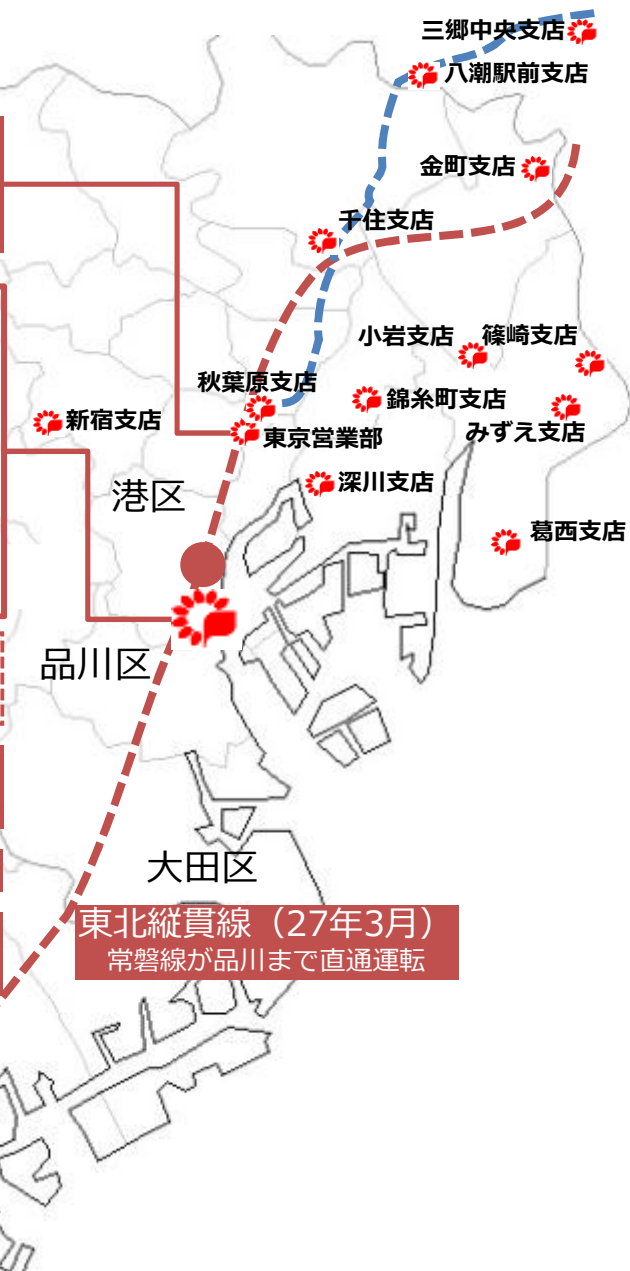 三郷中央支店
八潮駅前支店
金町支店
千住支店
小岩支店
篠崎支店
秋葉原支店
錦糸町支店
新宿支店
東京営業部
みずえ支店
深川支店
港区
葛西支店
品川区
大田区
東北縦貫線（27年3月）
常磐線が品川まで直通運転